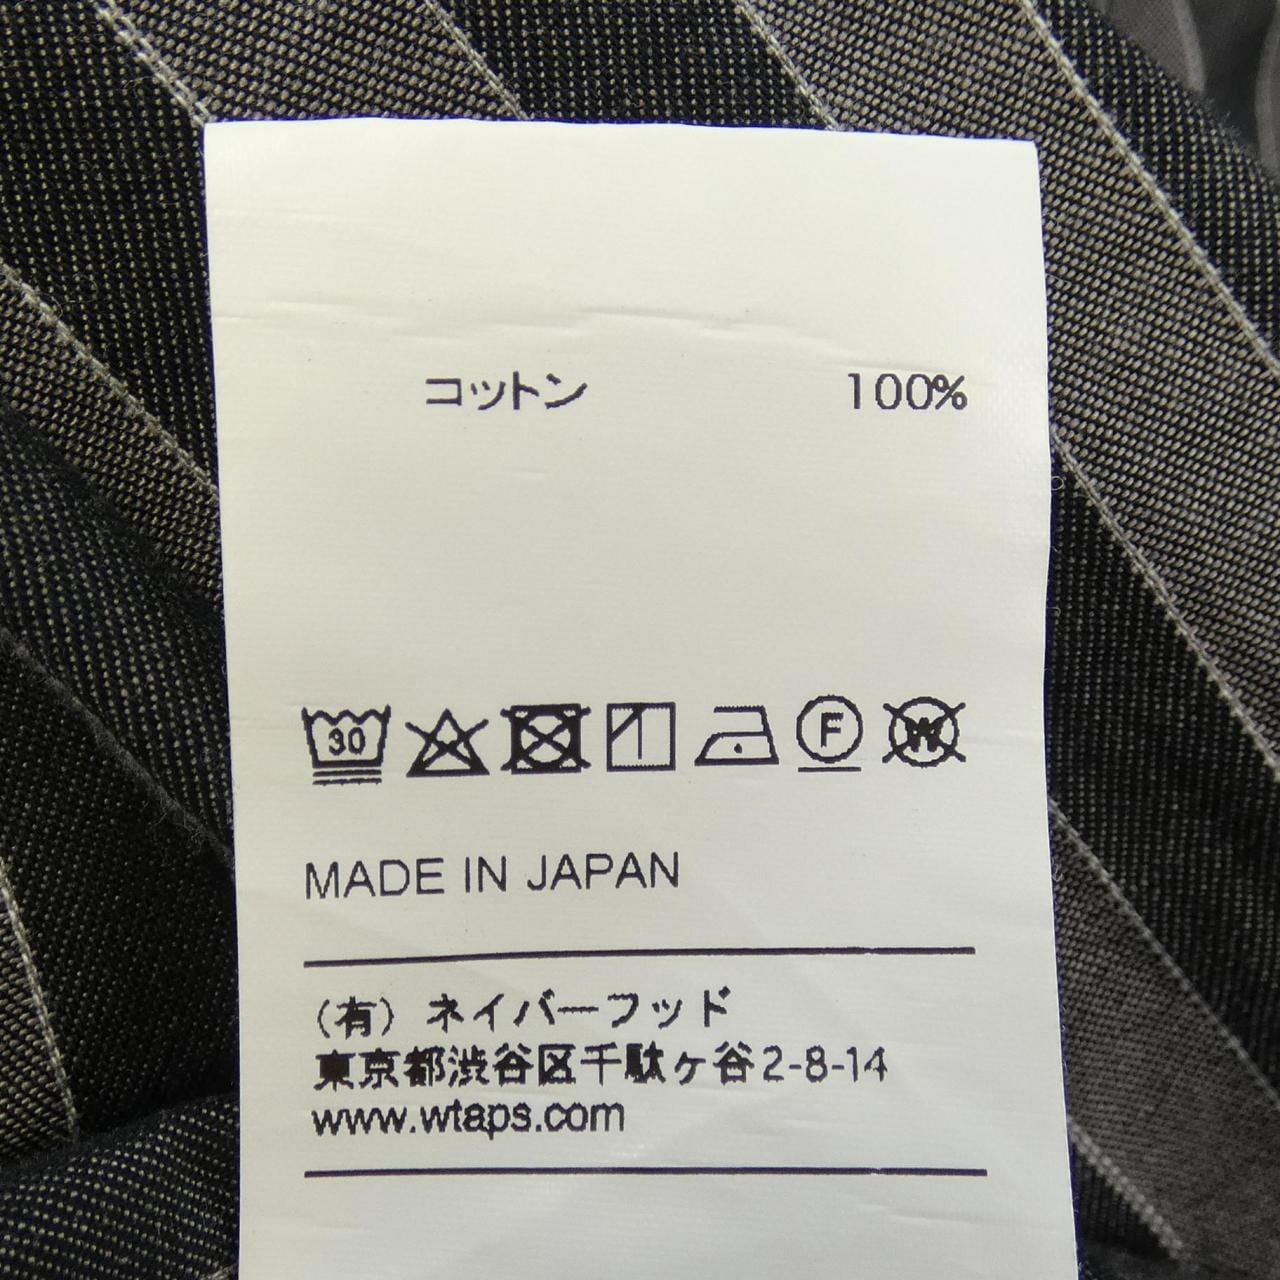 コットン 100%
30
F
W
MADE IN JAPAN
(有) ネイバーフッド
東京都渋谷区千駄ヶ谷2-8-14
www.wtaps.com